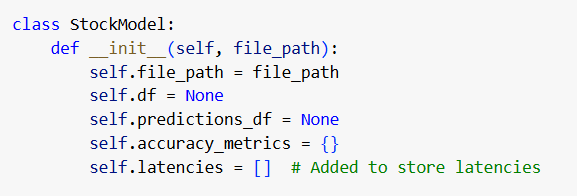 class StockModel:
    def __init__(self, file_path):
        self.file_path = file_path
        self.df = None
        self.predictions_df = None
        self.accuracy_metrics = {}
        self.latencies = []  # Added to store latencies